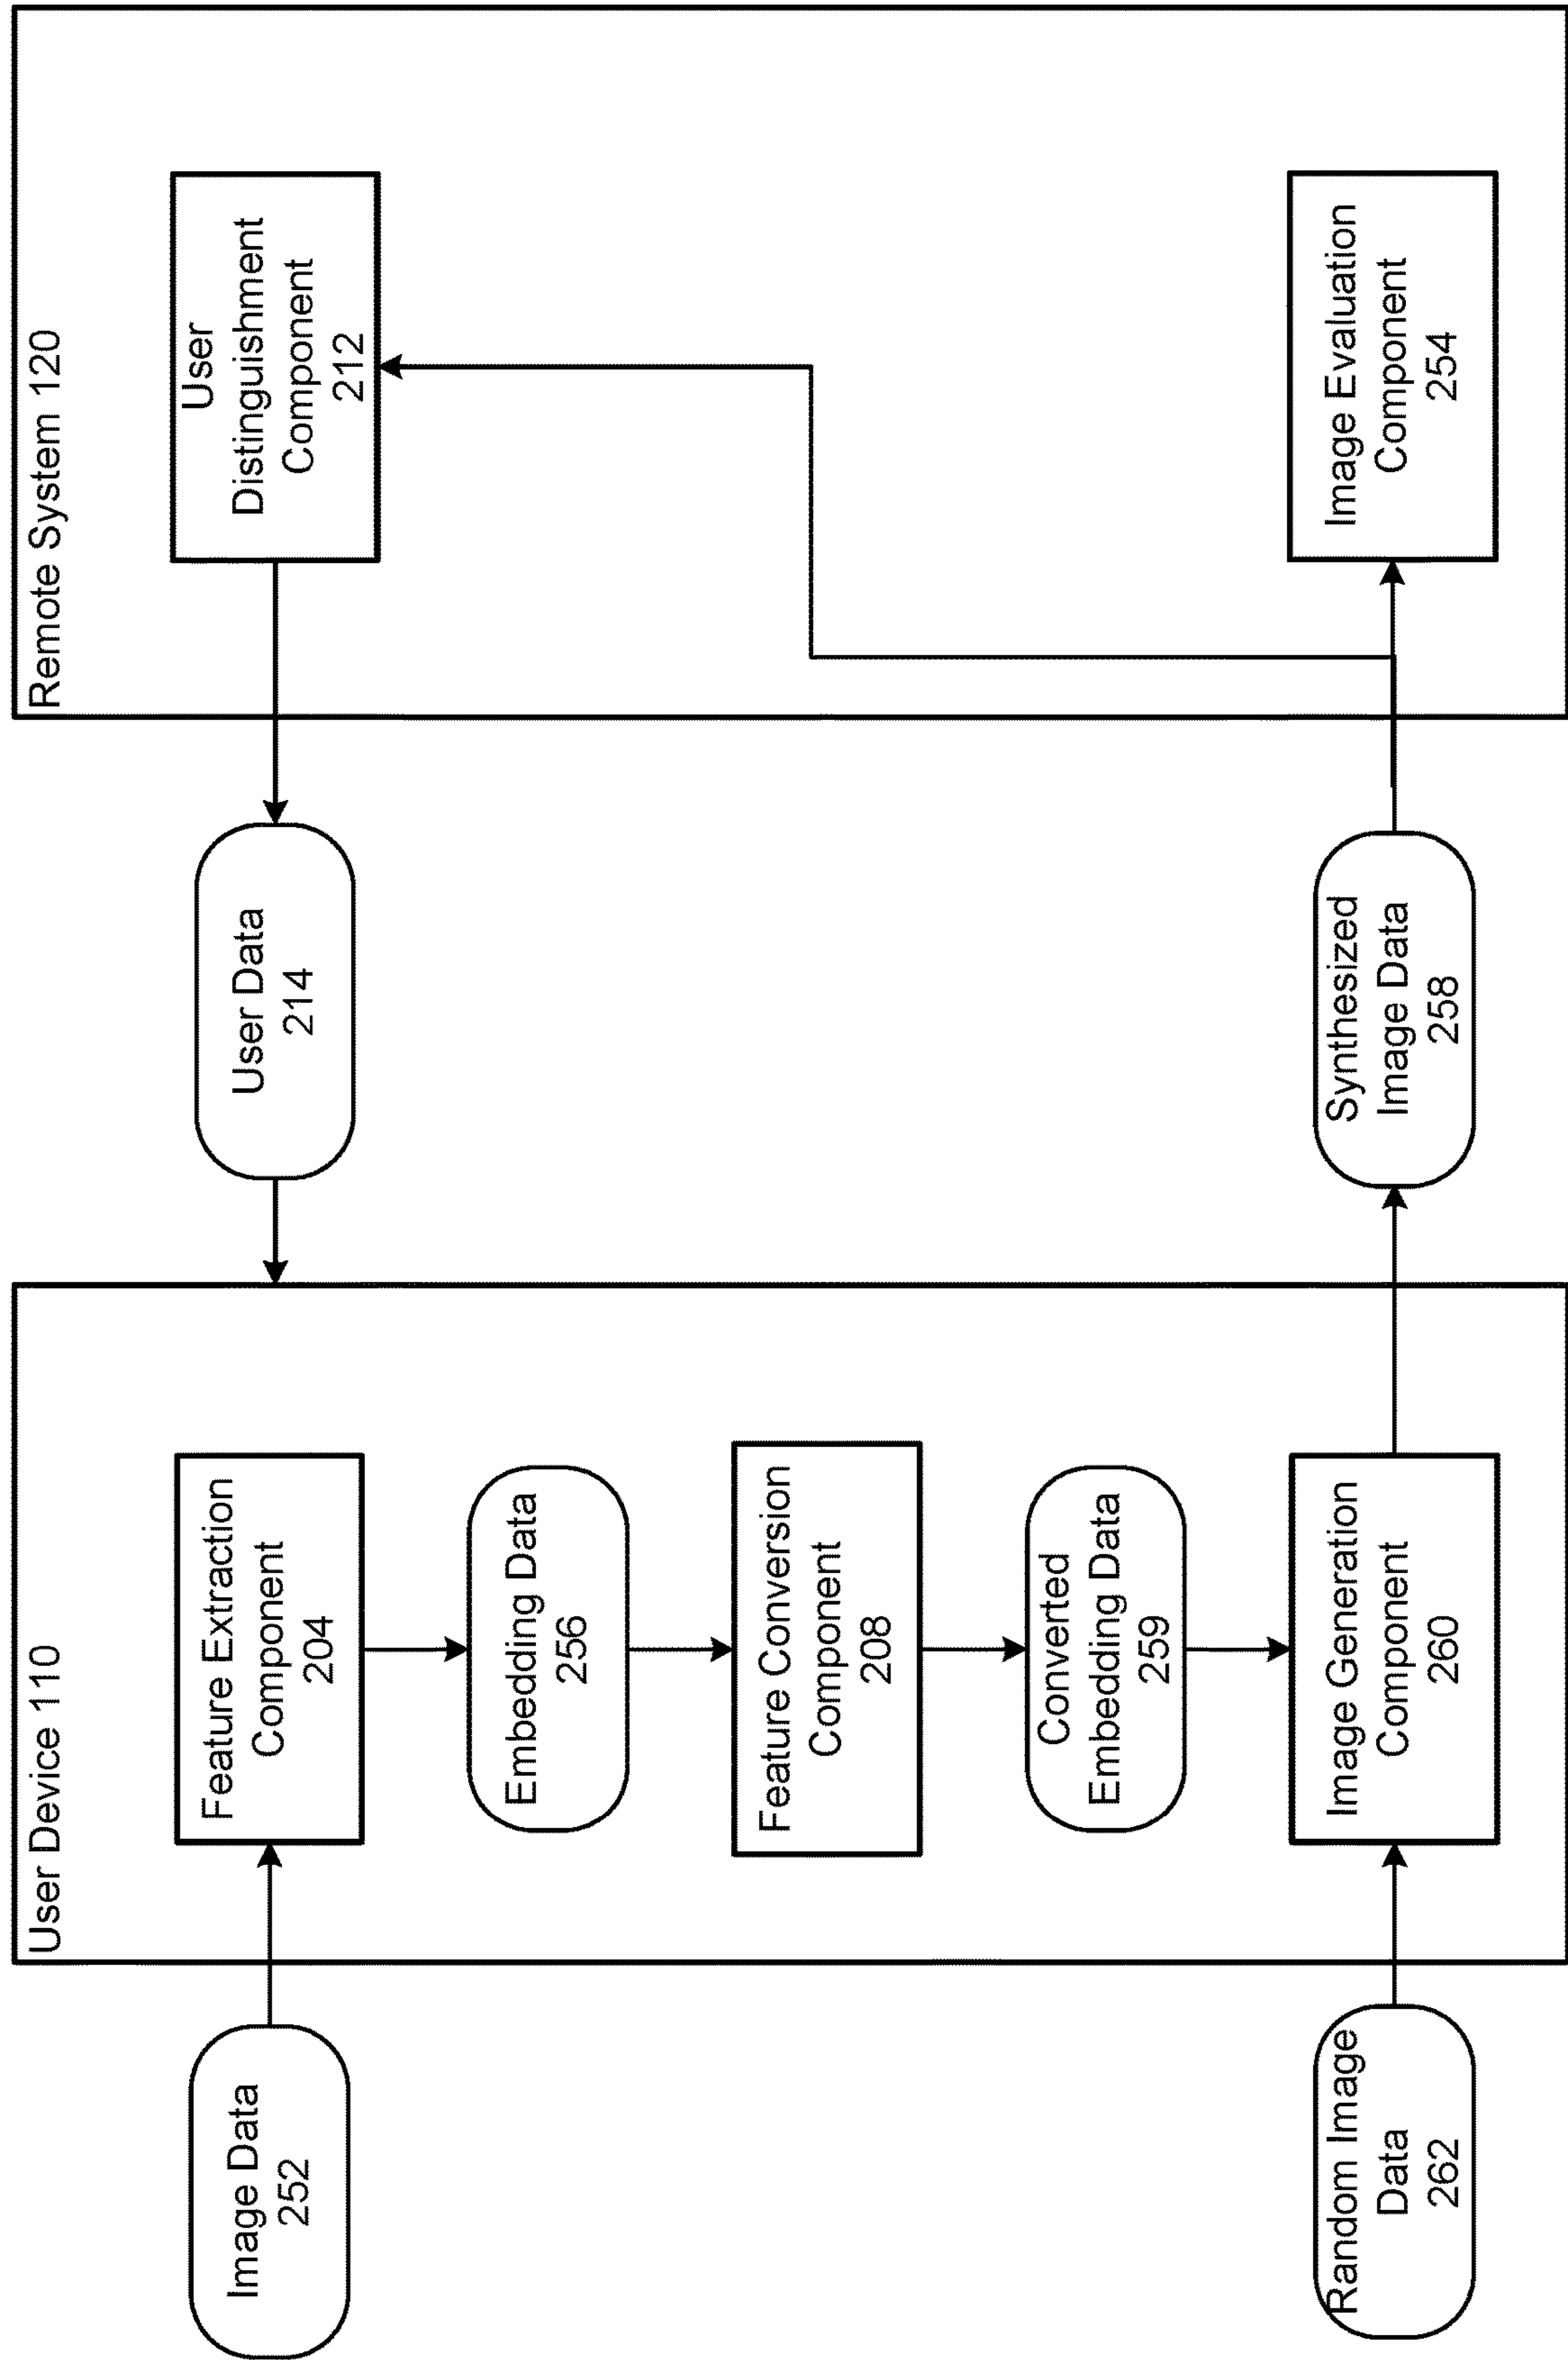 Image Data
252
User Device 110
Feature Extraction
Component
204
Embedding Data
256
Feature Conversion
Component
208
Converted
Embedding Data
259
Image Generation
Component
260
Random Image
Data
262
User Data
214
Synthesized
Image Data
258
Remote System 120
User
Distinguishment
Component
212
Image Evaluation
Component
254